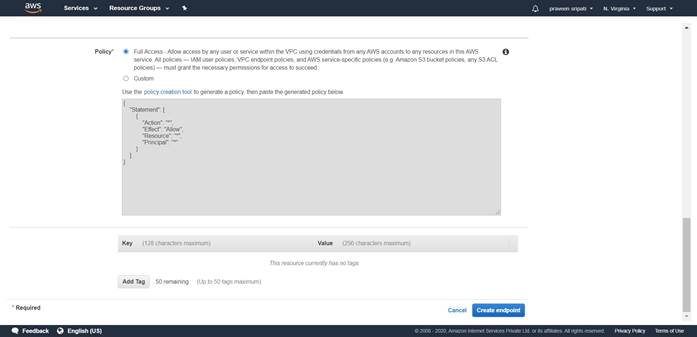 aws Services Resource Groups praveen sripati N. Virginia Support
Policy* Full Access - Allow access by any user or service within the VPC using credentials from any AWS accounts to any resources in this AWS
service. All policies — IAM user policies, VPC endpoint policies, and AWS service-specific policies (e.g. Amazon S3 bucket policies, any S3 ACL
policies) — must grant the necessary permissions for access to succeed.
Custom
Use the policy creation tool to generate a policy, then paste the generated policy below.
{
"Statement": [
{
"Action": "*",
"Effect": "Allow",
"Resource": "*",
"Principal": "*"
}
]
}
Key (128 characters maximum) Value (256 characters maximum)
This resource currently has no tags
Add Tag 50 remaining (Up to 50 tags maximum)
* Required
Cancel Create endpoint
Feedback English (US) © 2008 - 2020, Amazon Internet Services Private Ltd. or its affiliates. All rights reserved. Privacy Policy Terms of Use